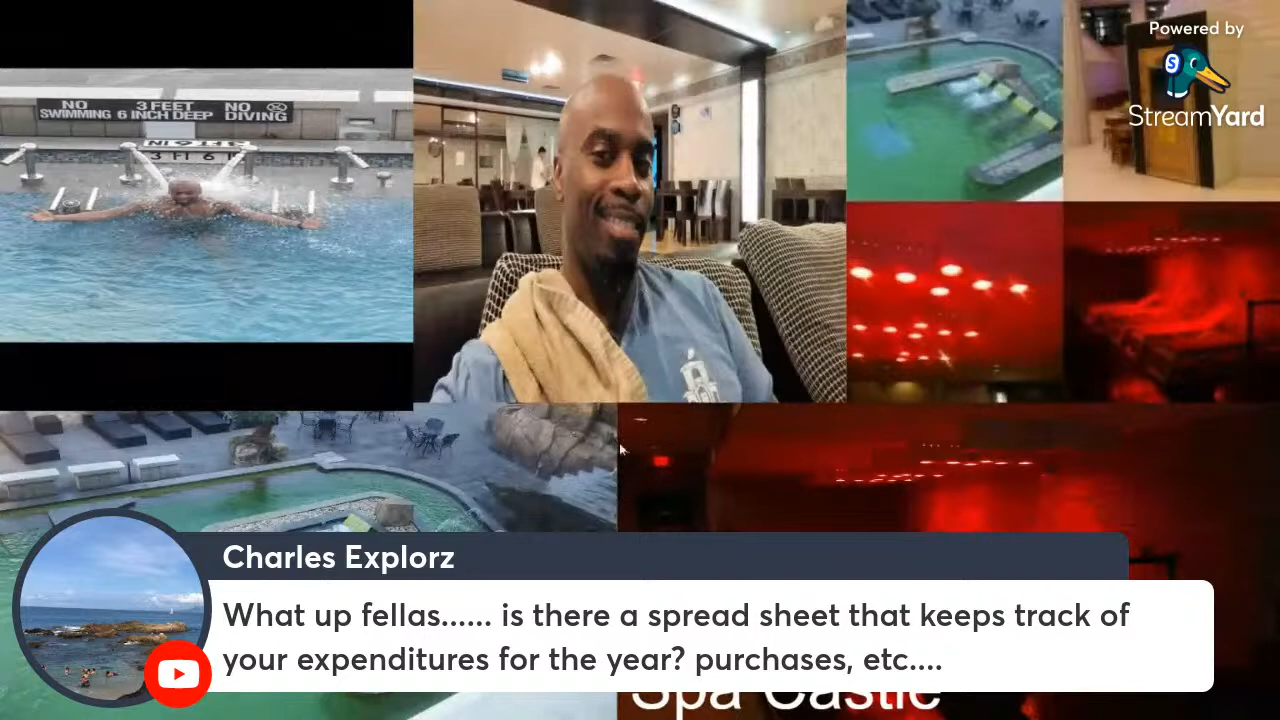 Powered by
StreamYard
NO 3 FEET NO
SWIMMING 6 INCH DEEP DIVING
Charles Explorz
What up fellas...... is there a spread sheet that keeps track of
your expenditures for the year? purchases, etc....
Spa Castle